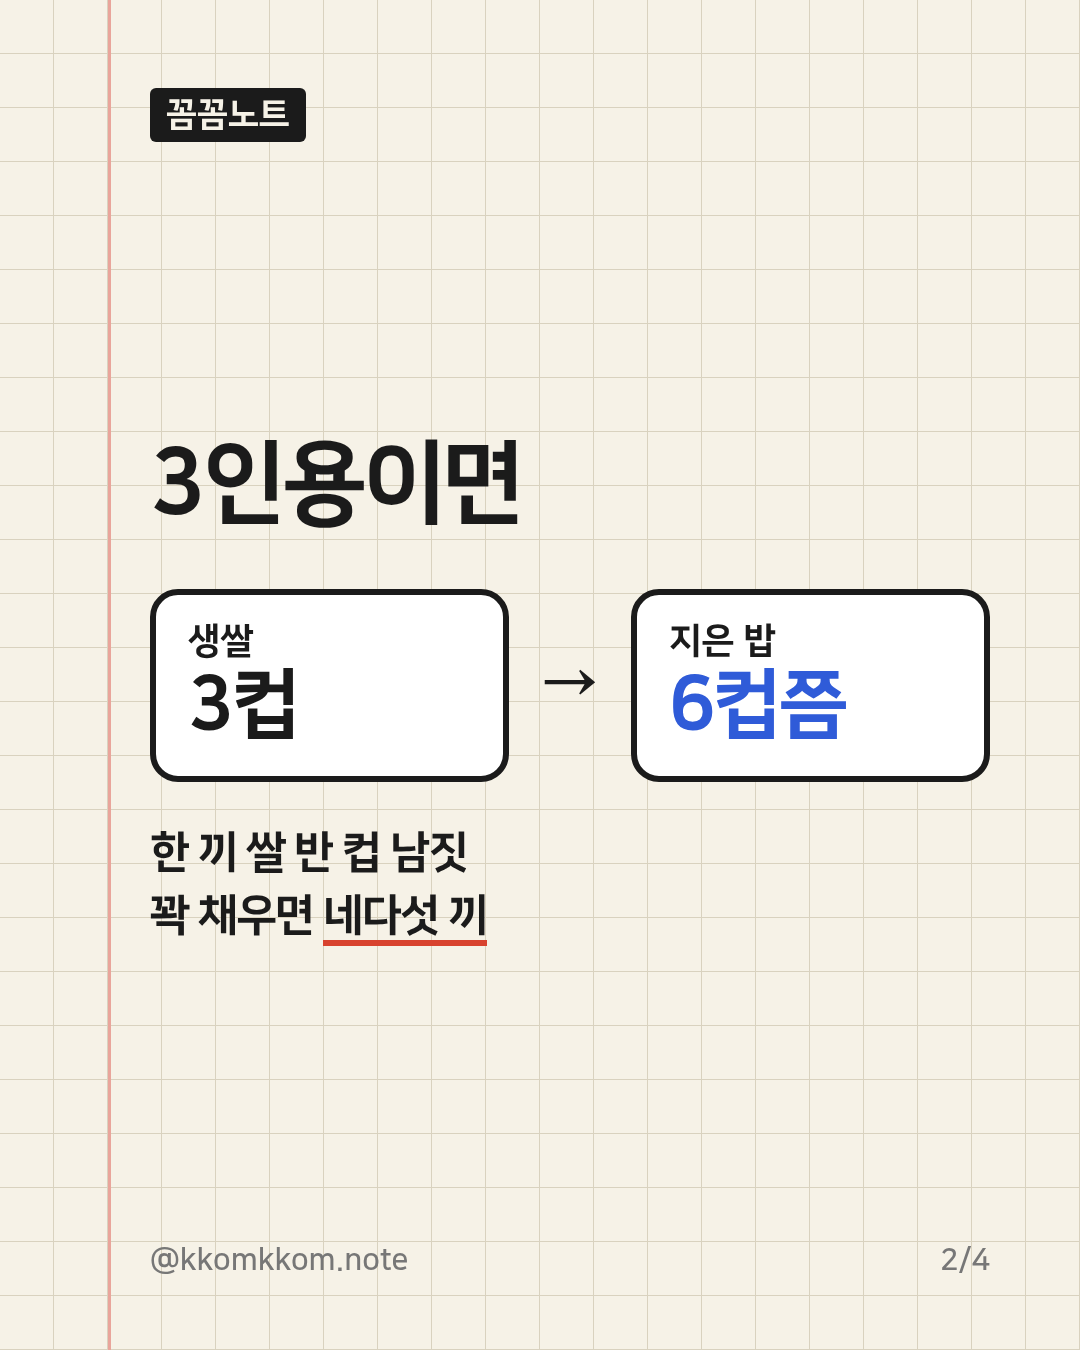 꼼꼼노트
3인용이면
생쌀
3컵
→
지은 밥
6컵쯤
한 끼 쌀 반 컵 남짓
꽉 채우면 네다섯 끼
@kkomkkom.note
2/4